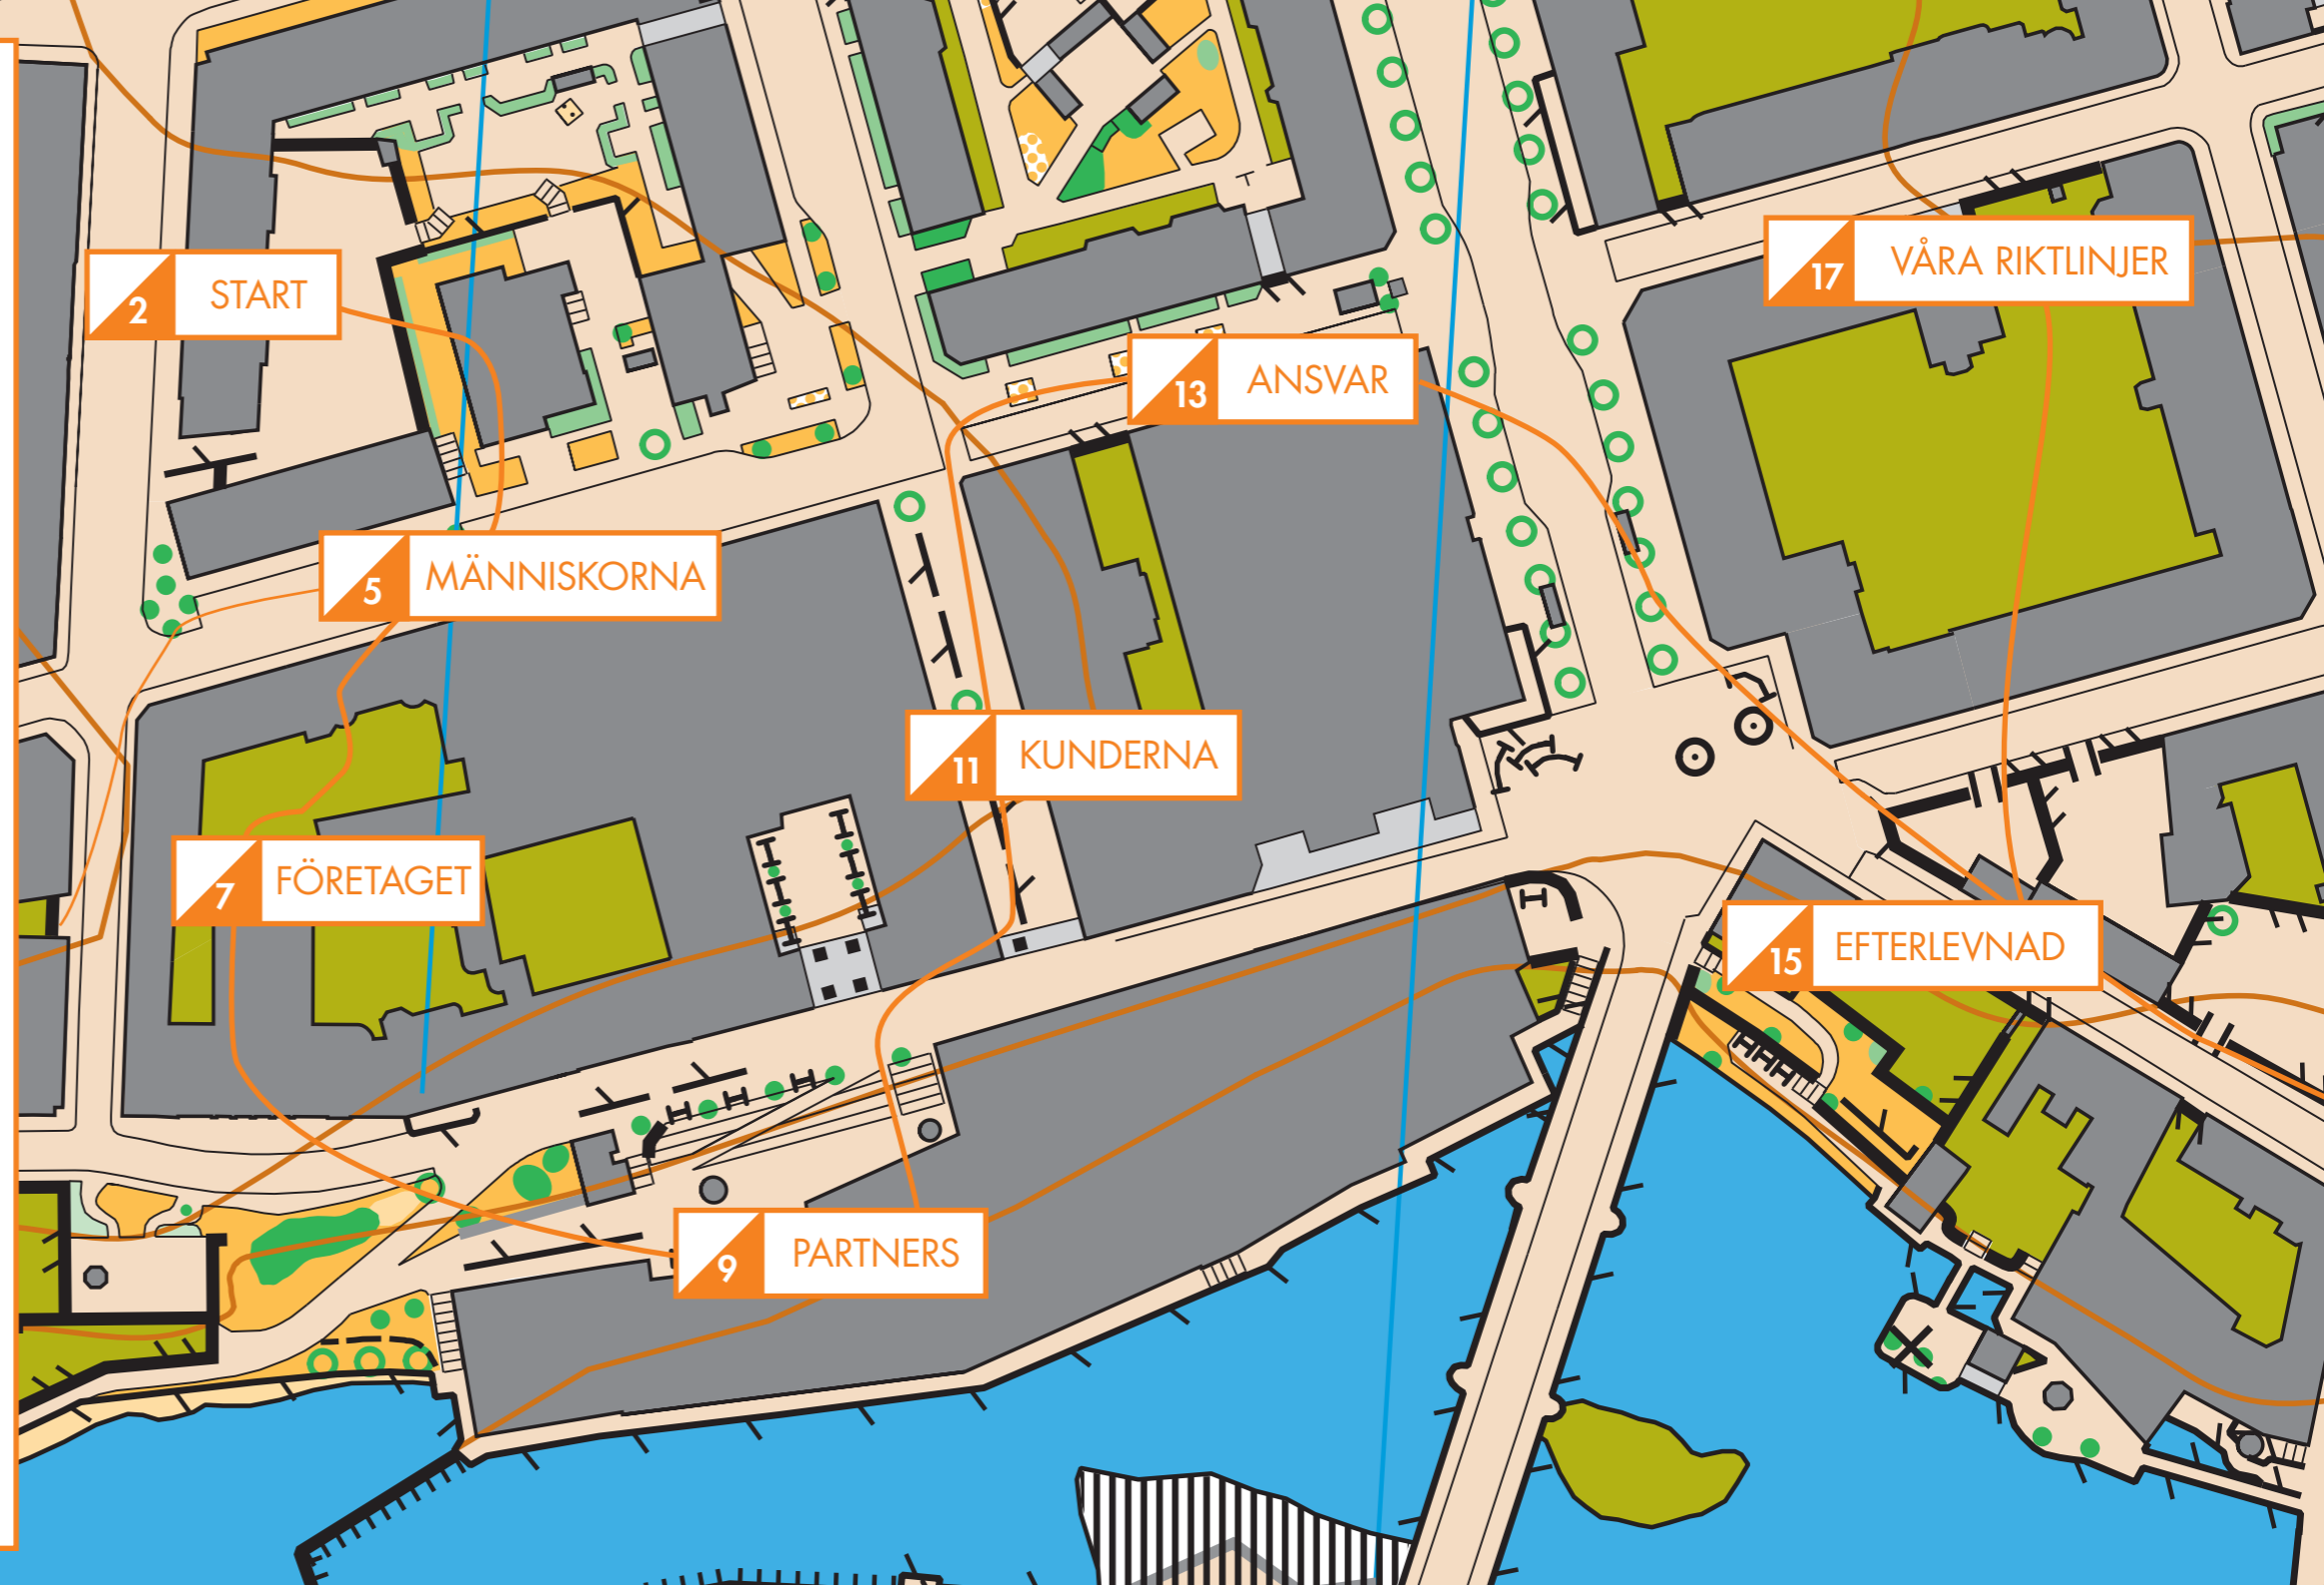 2 START
5 MÄNNISKORNA
7 FÖRETAGET
9 PARTNERS
11 KUNDERNA
13 ANSVAR
15 EFTERLEVNAD
17 VÅRA RIKTLINJER